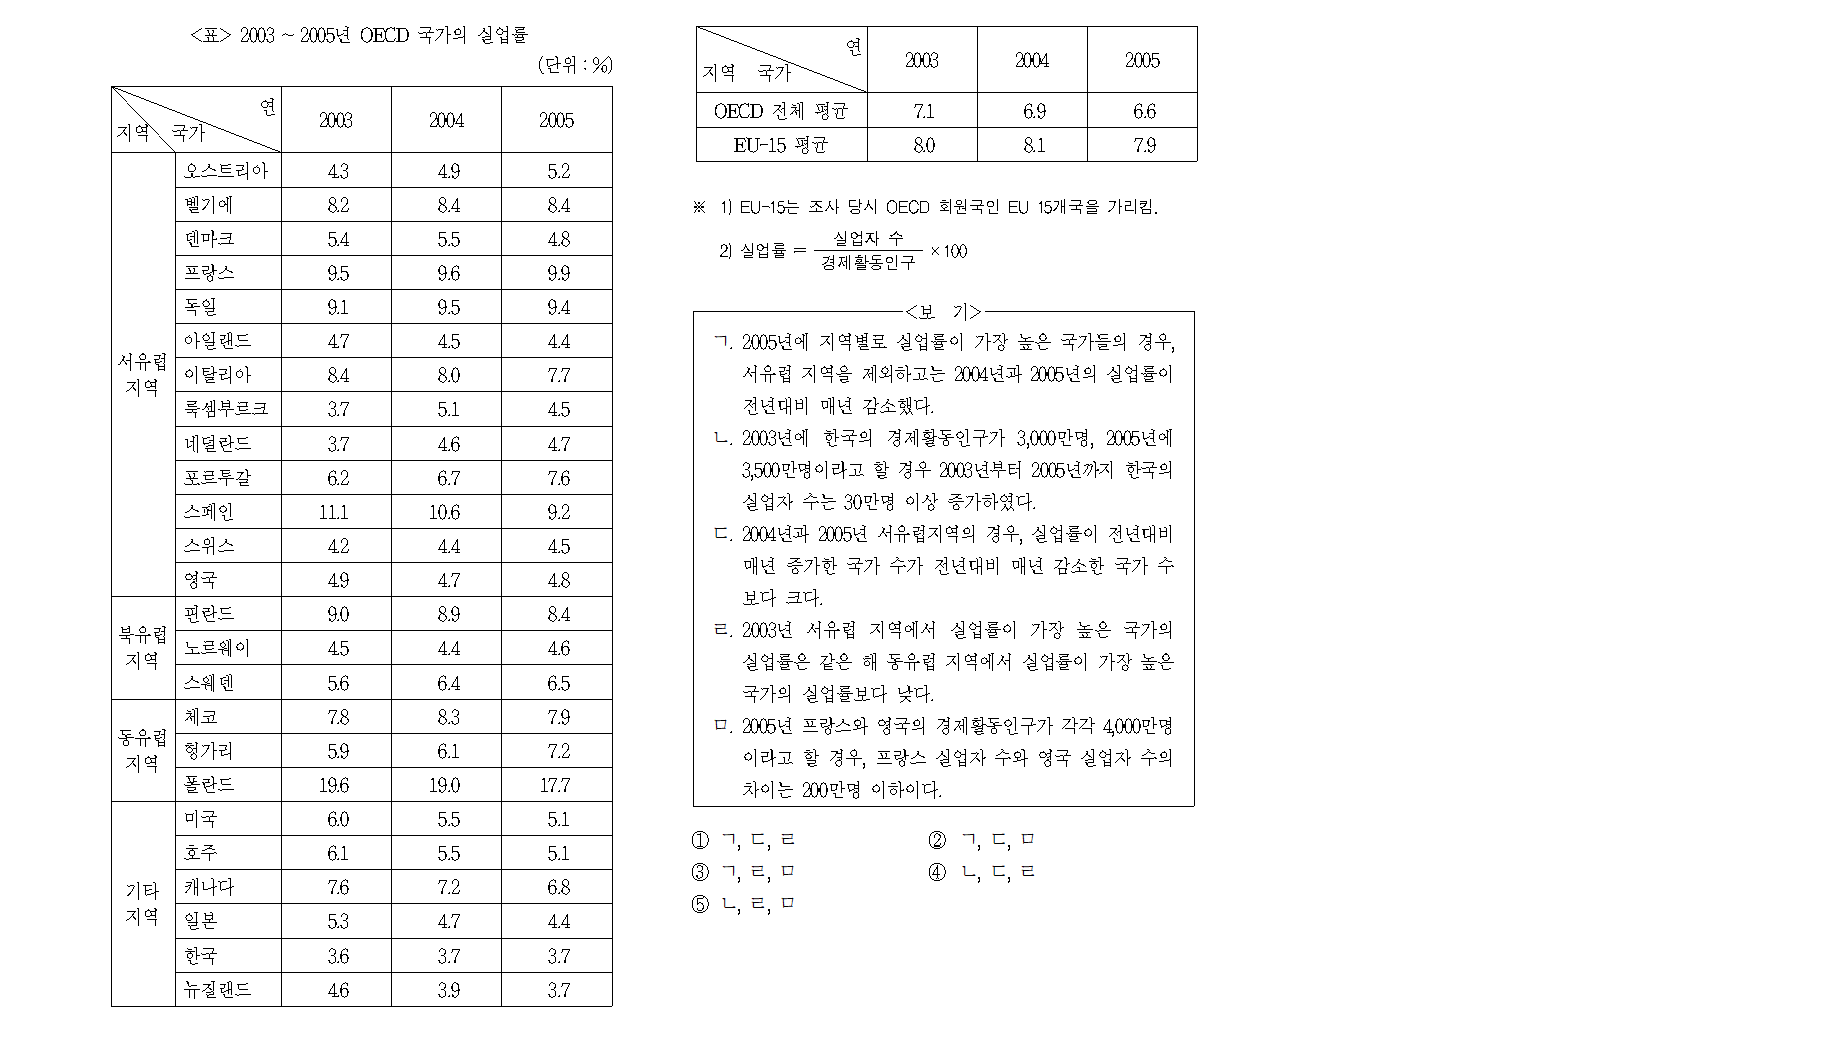 <표> 2003 ~ 2005년 OECD 국가의 실업률
(단위 : %)
지역 국가 연 2003 2004 2005
서유럽 지역
오스트리아 4.3 4.9 5.2
벨기에 8.2 8.4 8.4
덴마크 5.4 5.5 4.8
프랑스 9.5 9.6 9.9
독일 9.1 9.5 9.4
아일랜드 4.7 4.5 4.4
이탈리아 8.4 8.0 7.7
룩셈부르크 3.7 5.1 4.5
네덜란드 3.7 4.6 4.7
포르투갈 6.2 6.7 7.6
스페인 11.1 10.6 9.2
스위스 4.2 4.4 4.5
영국 4.9 4.7 4.8
북유럽 지역
핀란드 9.0 8.9 8.4
노르웨이 4.5 4.4 4.6
스웨덴 5.6 6.4 6.5
동유럽 지역
체코 7.8 8.3 7.9
헝가리 5.9 6.1 7.2
폴란드 19.6 19.0 17.7
기타 지역
미국 6.0 5.5 5.1
호주 6.1 5.5 5.1
캐나다 7.6 7.2 6.8
일본 5.3 4.7 4.4
한국 3.6 3.7 3.7
뉴질랜드 4.6 3.9 3.7
지역 국가 연 2003 2004 2005
OECD 전체 평균 7.1 6.9 6.6
EU-15 평균 8.0 8.1 7.9
※ 1) EU-15는 조사 당시 OECD 회원국인 EU 15개국을 가리킴.
2) 실업률 = 실업자 수 / 경제활동인구 × 100
<보 기>
ㄱ. 2005년에 지역별로 실업률이 가장 높은 국가들의 경우,
서유럽 지역을 제외하고는 2004년과 2005년의 실업률이
전년대비 매년 감소했다.
ㄴ. 2003년에 한국의 경제활동인구가 3,000만명, 2005년에
3,500만명이라고 할 경우 2003년부터 2005년까지 한국의
실업자 수는 30만명 이상 증가하였다.
ㄷ. 2004년과 2005년 서유럽지역의 경우, 실업률이 전년대비
매년 증가한 국가 수가 전년대비 매년 감소한 국가 수
보다 크다.
ㄹ. 2003년 서유럽 지역에서 실업률이 가장 높은 국가의
실업률은 같은 해 동유럽 지역에서 실업률이 가장 높은
국가의 실업률보다 낮다.
ㅁ. 2005년 프랑스와 영국의 경제활동인구가 각각 4,000만명
이라고 할 경우, 프랑스 실업자 수와 영국 실업자 수의
차이는 200만명 이하이다.
① ㄱ, ㄷ, ㄹ ② ㄱ, ㄷ, ㅁ
③ ㄱ, ㄹ, ㅁ ④ ㄴ, ㄷ, ㄹ
⑤ ㄴ, ㄹ, ㅁ